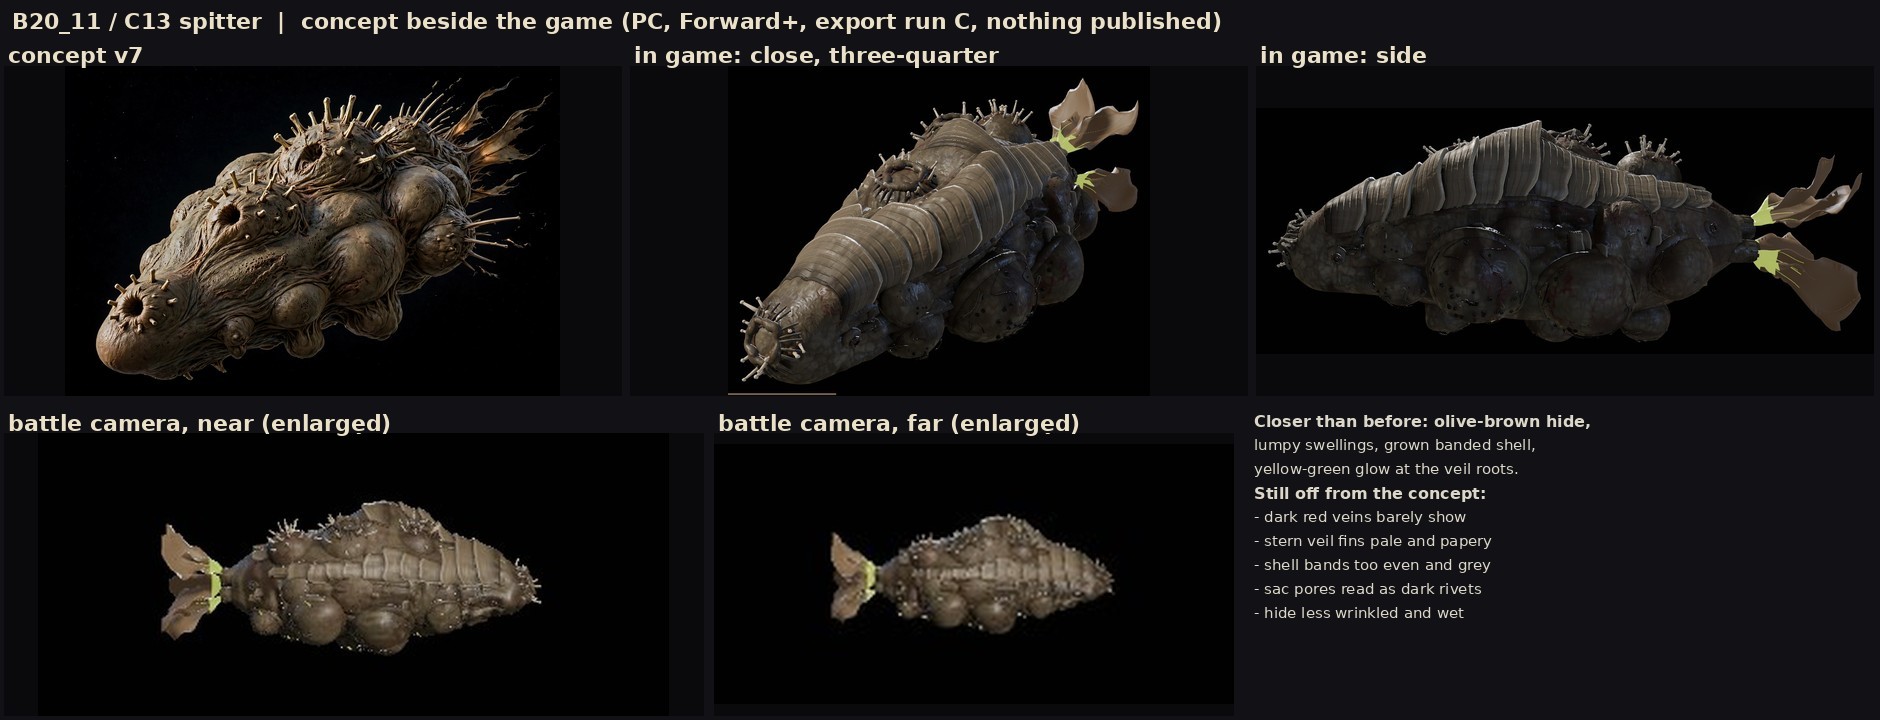 B20_11 / C13 spitter | concept beside the game (PC, Forward+, export run C, nothing published)
concept v7
in game: close, three-quarter
in game: side
battle camera, near (enlarged)
battle camera, far (enlarged)
Closer than before: olive-brown hide,
lumpy swellings, grown banded shell,
yellow-green glow at the veil roots.
Still off from the concept:
- dark red veins barely show
- stern veil fins pale and papery
- shell bands too even and grey
- sac pores read as dark rivets
- hide less wrinkled and wet